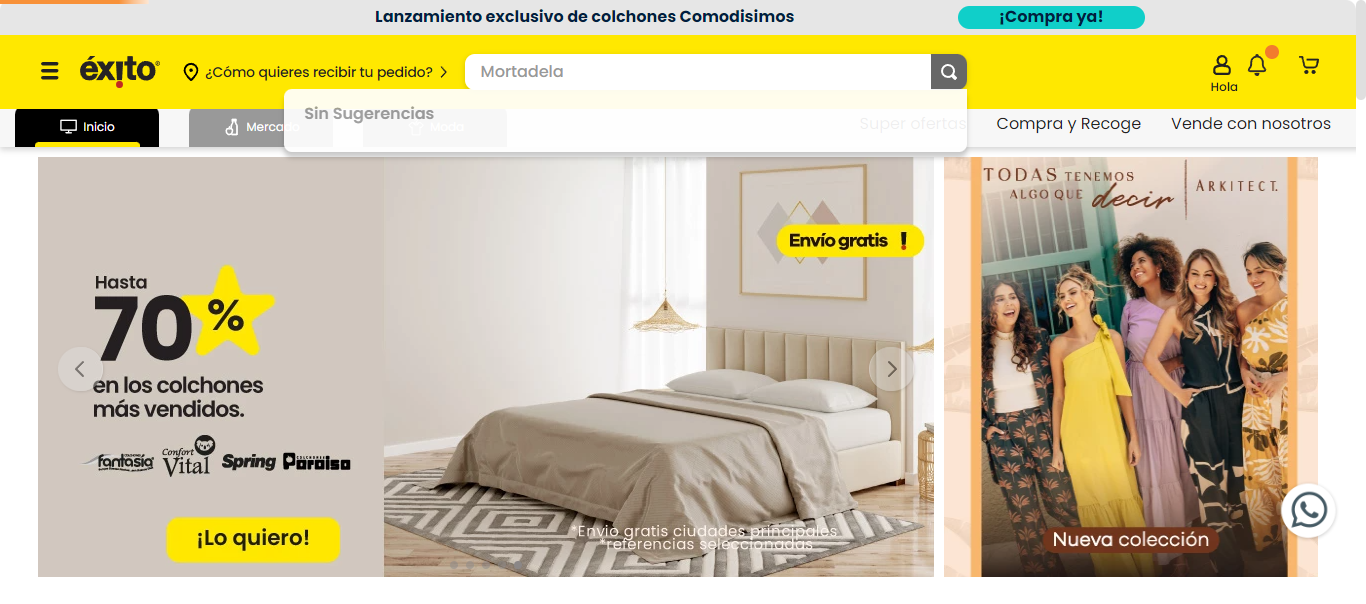 Lanzamiento exclusivo de colchones Comodisimos
¡Compra ya!
éxito
¿Cómo quieres recibir tu pedido?
Mortadela
Hola
Sin Sugerencias
Inicio
Mercado
Moda
Super ofertas
Compra y Recoge
Vende con nosotros
Hasta
70%
en los colchones
más vendidos.
fantasía
Confort
Vital
Spring
COLCHONES
Paraíso
¡Lo quiero!
Envío gratis
*Envio gratis ciudades principales
*referencias seleccionadas
TODAS TENEMOS
ALGO QUE decir
ARKITECT.
Nueva colección